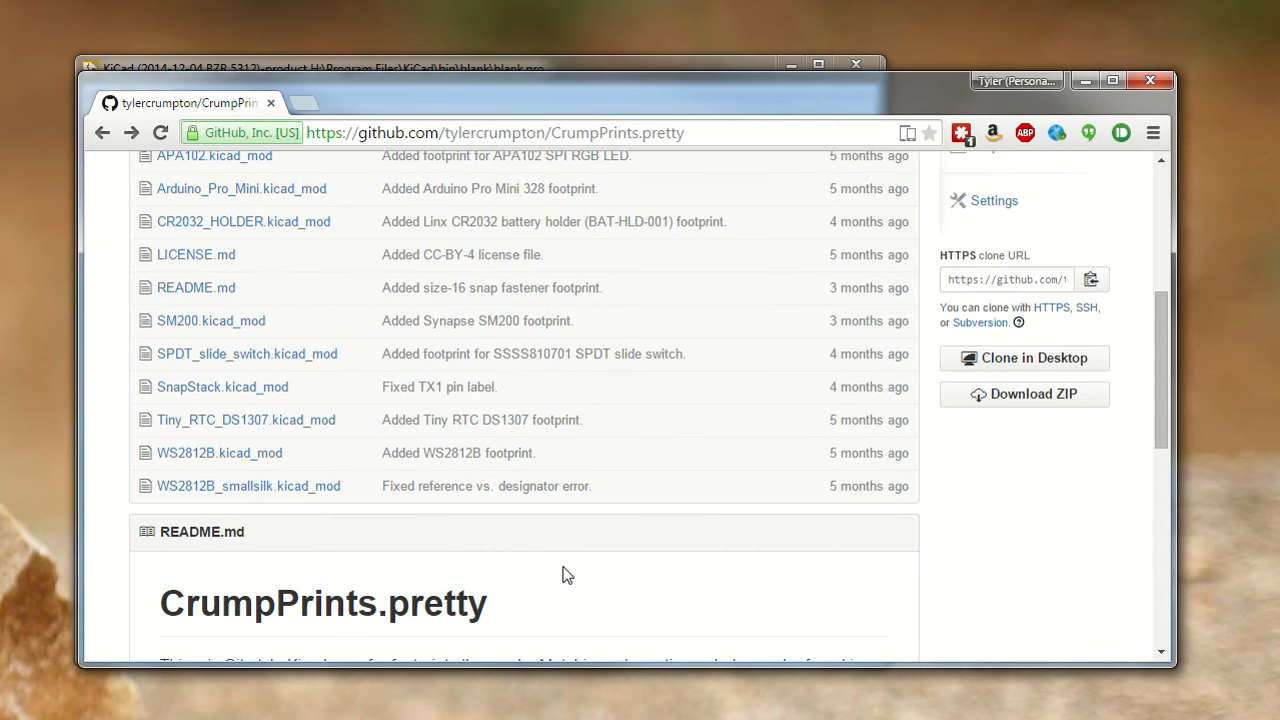 KiCad (2014-12-04 BZR 5312)-product H:\Program Files\KiCad\bin\blank\blank.pro
Tyler (Persona...
tylercrumpton/CrumpPrin
GitHub, Inc. [US] https://github.com/tylercrumpton/CrumpPrints.pretty
ABP
1
APA102.kicad_mod Added footprint for APA102 SPI RGB LED. 5 months ago
Arduino_Pro_Mini.kicad_mod Added Arduino Pro Mini 328 footprint. 5 months ago
CR2032_HOLDER.kicad_mod Added Linx CR2032 battery holder (BAT-HLD-001) footprint. 4 months ago
LICENSE.md Added CC-BY-4 license file. 5 months ago
README.md Added size-16 snap fastener footprint. 3 months ago
SM200.kicad_mod Added Synapse SM200 footprint. 3 months ago
SPDT_slide_switch.kicad_mod Added footprint for SSSS810701 SPDT slide switch. 4 months ago
SnapStack.kicad_mod Fixed TX1 pin label. 4 months ago
Tiny_RTC_DS1307.kicad_mod Added Tiny RTC DS1307 footprint. 5 months ago
WS2812B.kicad_mod Added WS2812B footprint. 5 months ago
WS2812B_smallsilk.kicad_mod Fixed reference vs. designator error. 5 months ago
README.md
CrumpPrints.pretty
Settings
HTTPS clone URL
https://github.com/t
You can clone with HTTPS, SSH,
or Subversion.
Clone in Desktop
Download ZIP